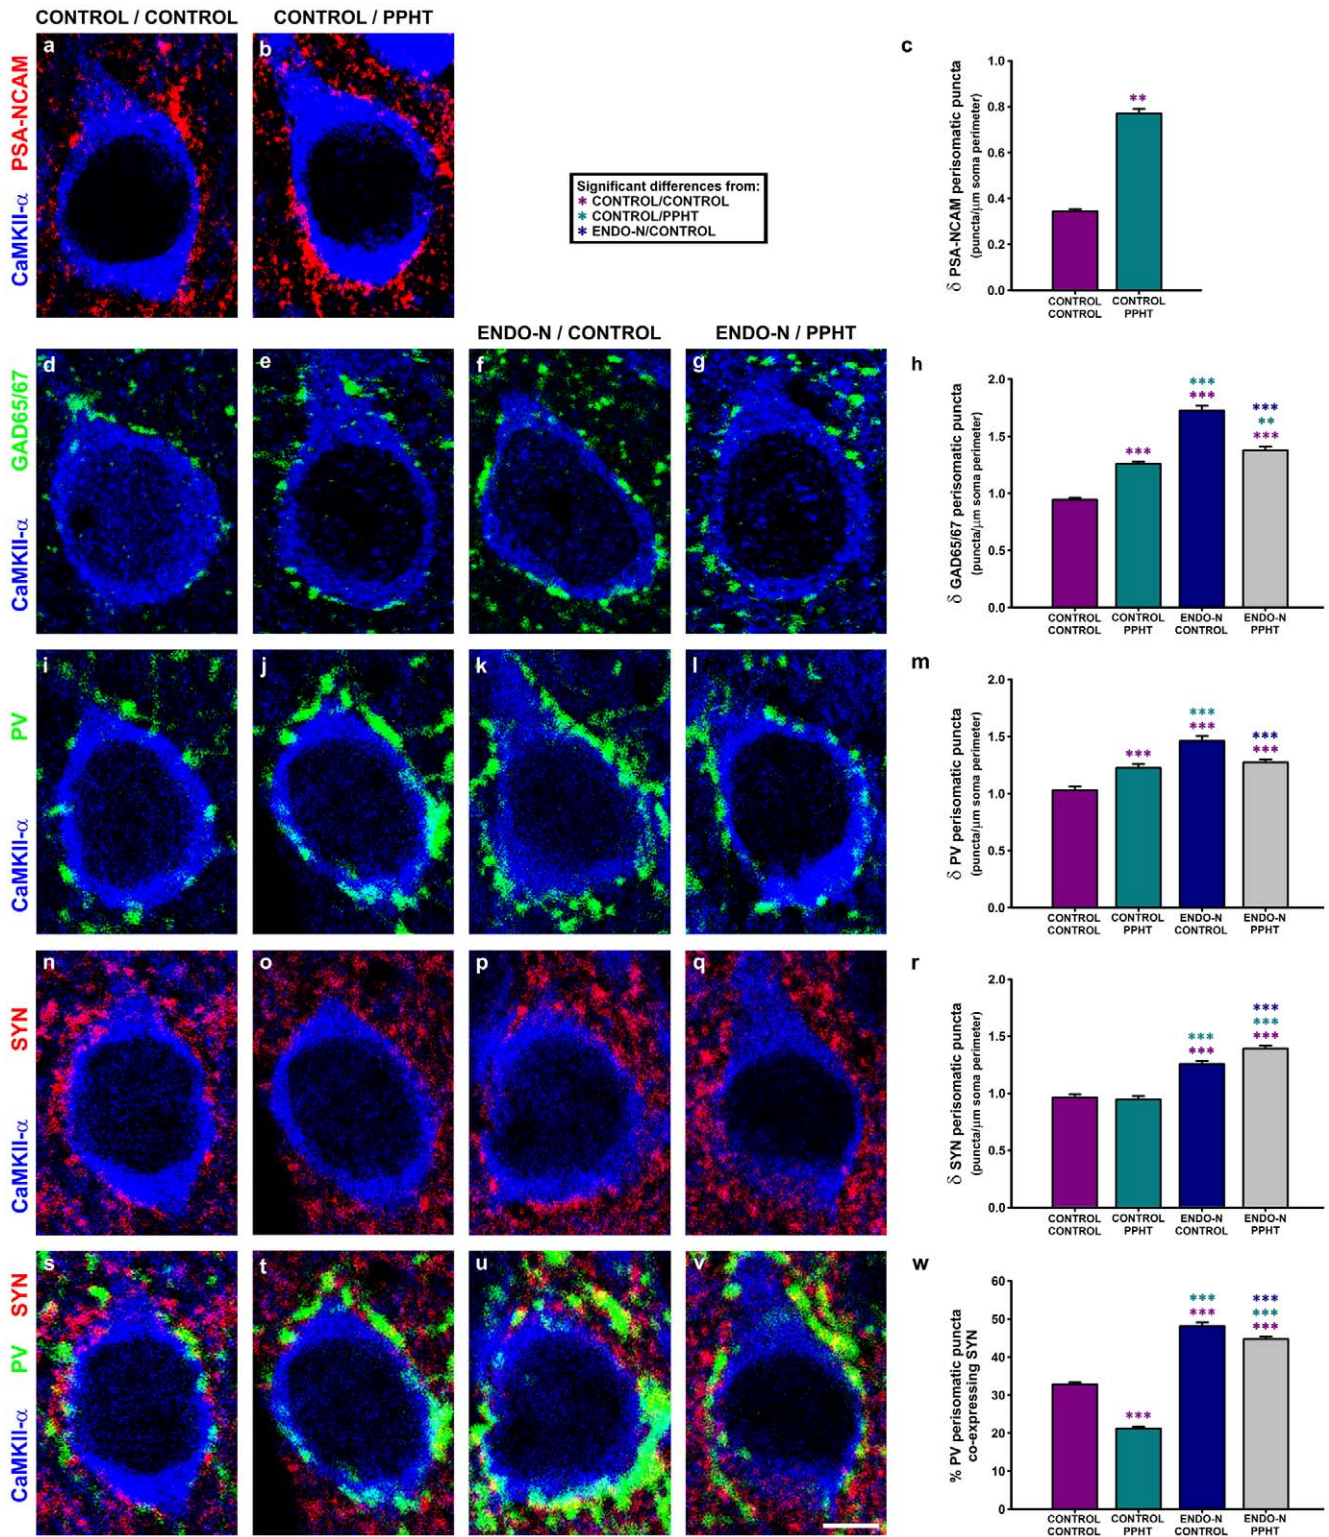 CONTROL / CONTROL
CONTROL / PPHT
CaMKII-α PSA-NCAM
a
b
Significant differences from:
* CONTROL/CONTROL
* CONTROL/PPHT
* ENDO-N/CONTROL
c
δ PSA-NCAM perisomatic puncta
(puncta/μm soma perimeter)
1.0
0.8
0.6
0.4
0.2
0.0
**
CONTROL
CONTROL
CONTROL
PPHT
ENDO-N / CONTROL
ENDO-N / PPHT
CaMKII-α GAD65/67
d
e
f
g
h
δ GAD65/67 perisomatic puncta
(puncta/μm soma perimeter)
2.0
1.5
1.0
0.5
0.0
***
***
***
***
**
***
CONTROL
CONTROL
CONTROL
PPHT
ENDO-N
CONTROL
ENDO-N
PPHT
CaMKII-α PV
i
j
k
l
m
δ PV perisomatic puncta
(puncta/μm soma perimeter)
2.0
1.5
1.0
0.5
0.0
***
***
***
***
***
CONTROL
CONTROL
CONTROL
PPHT
ENDO-N
CONTROL
ENDO-N
PPHT
CaMKII-α SYN
n
o
p
q
r
δ SYN perisomatic puncta
(puncta/μm soma perimeter)
2.0
1.5
1.0
0.5
0.0
***
***
***
***
***
CONTROL
CONTROL
CONTROL
PPHT
ENDO-N
CONTROL
ENDO-N
PPHT
CaMKII-α PV SYN
s
t
u
v
w
% PV perisomatic puncta
co-expressing SYN
60
50
40
30
20
10
0
***
***
***
***
***
***
CONTROL
CONTROL
CONTROL
PPHT
ENDO-N
CONTROL
ENDO-N
PPHT